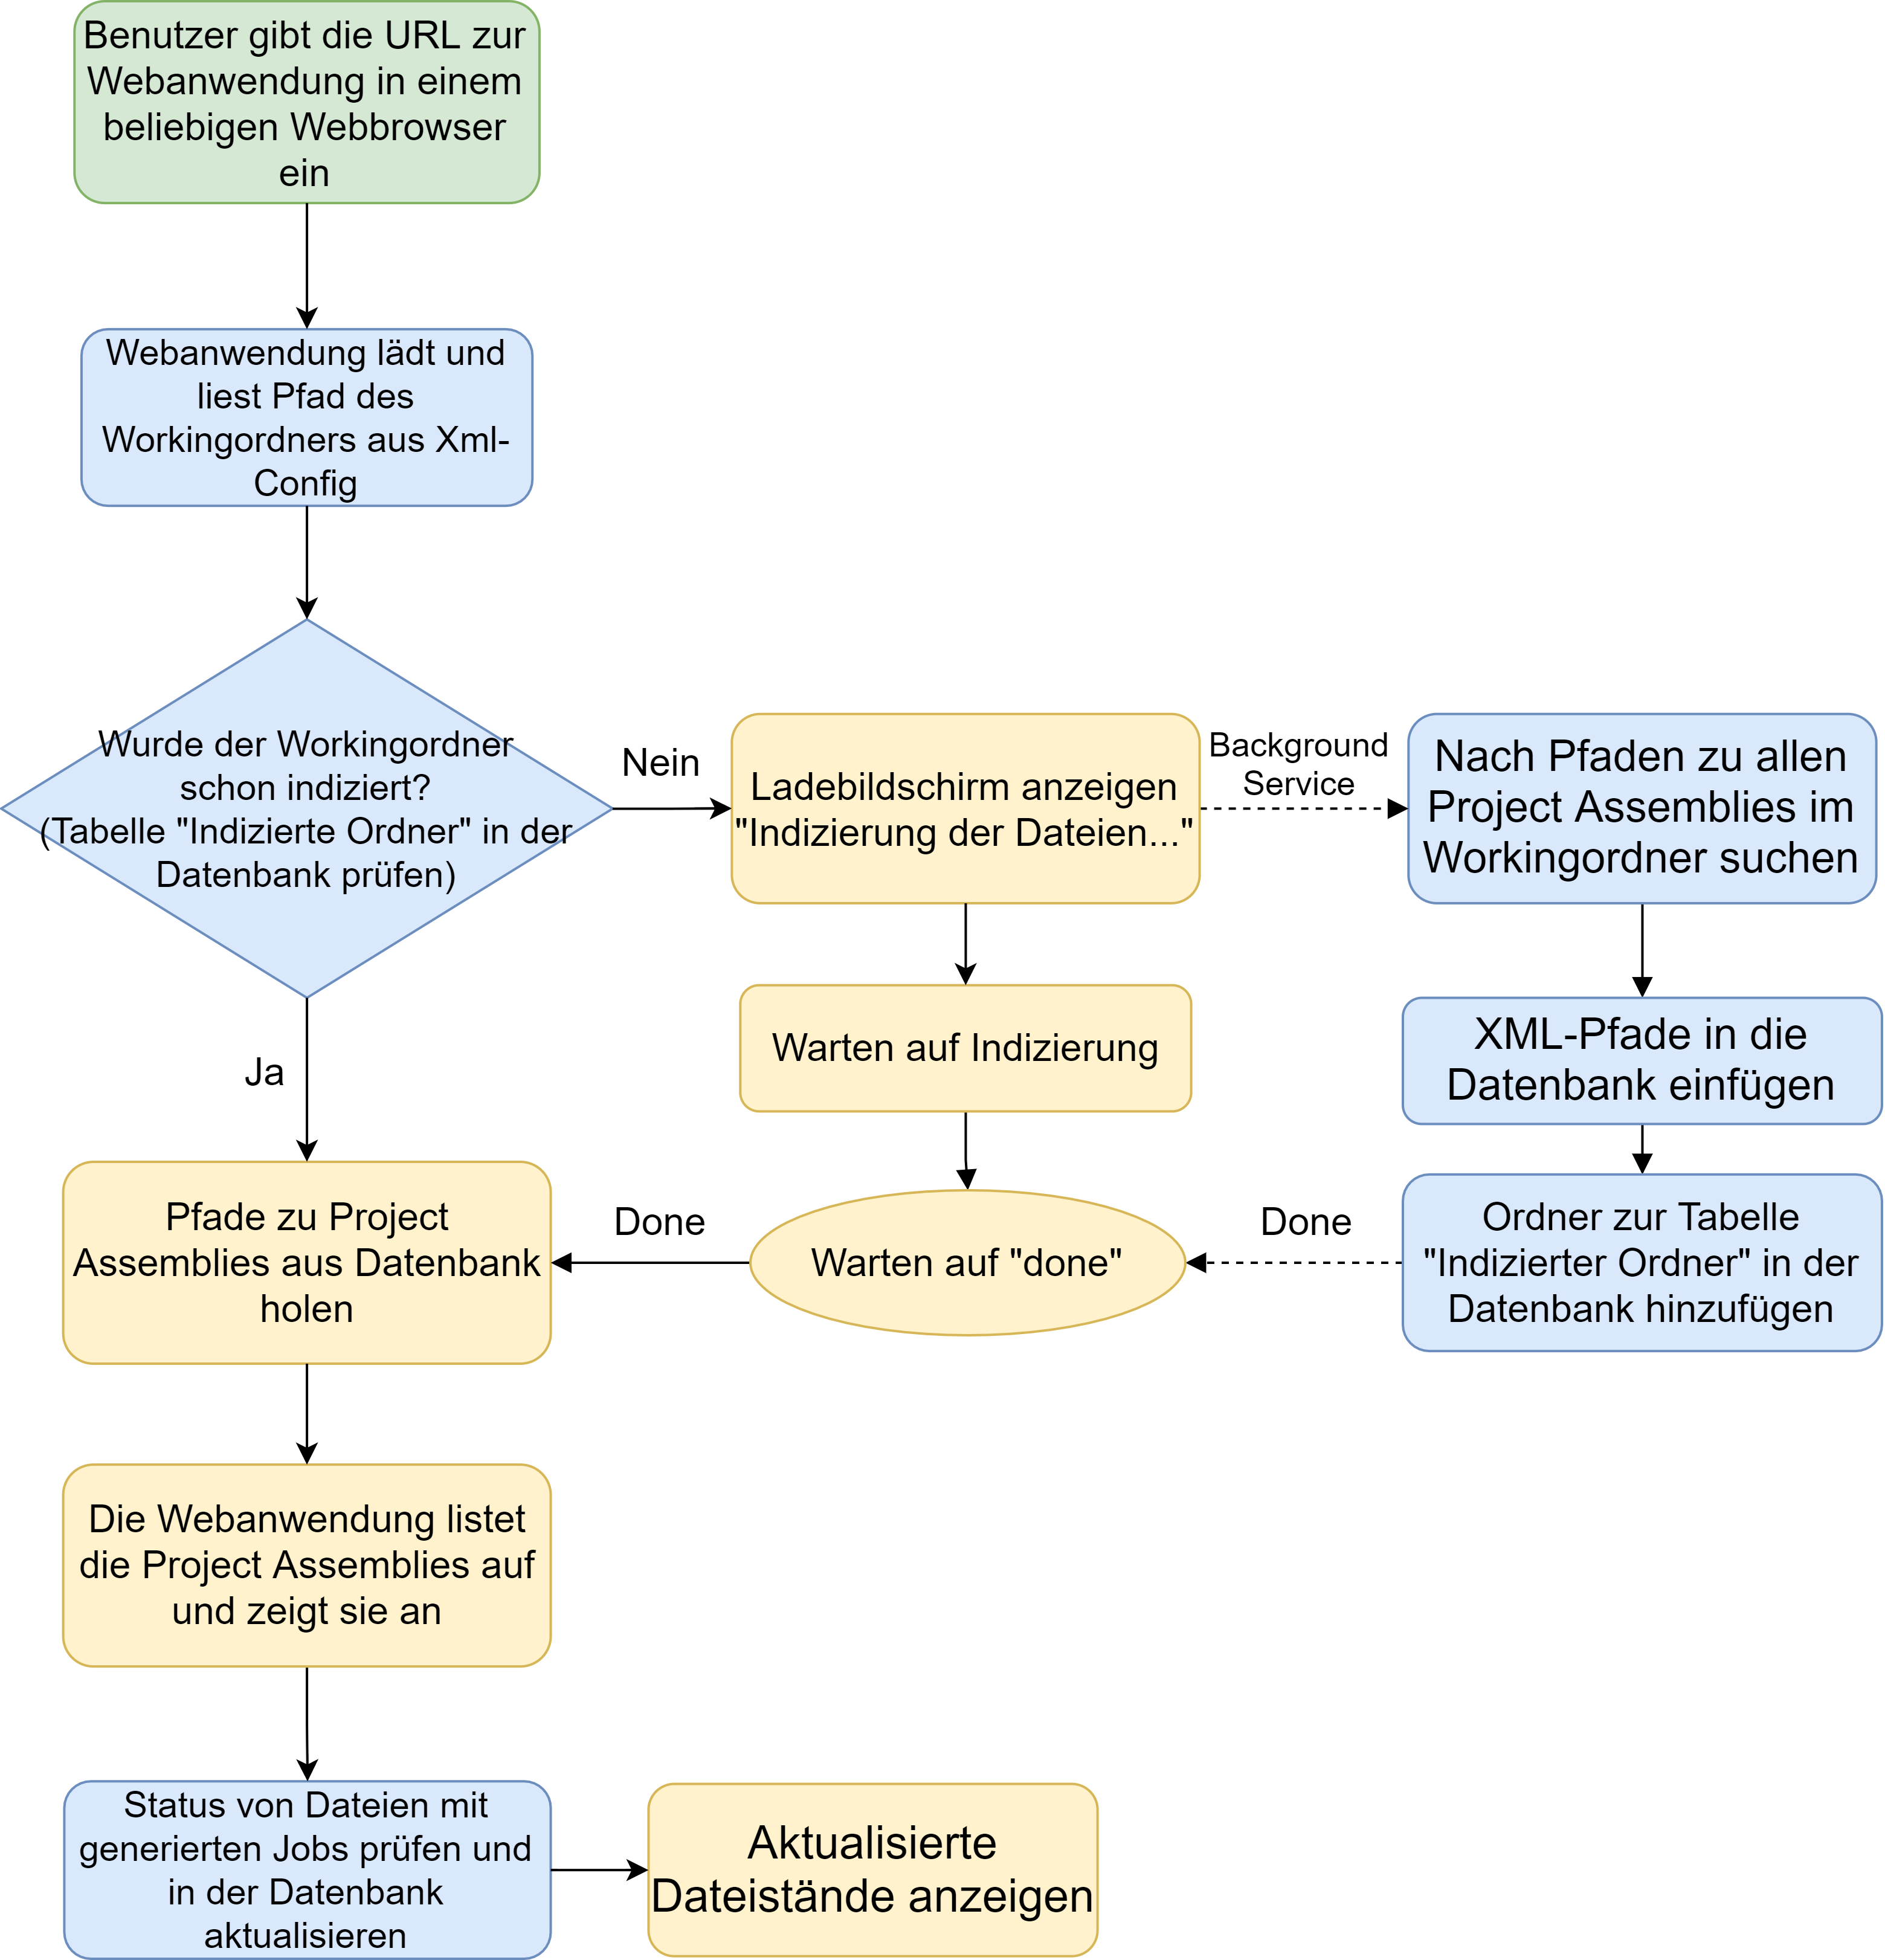 Benutzer gibt die URL zur
Webanwendung in einem
beliebigen Webbrowser
ein
Webanwendung lädt und
liest Pfad des
Workingordners aus Xml-
Config
Wurde der Workingordner
schon indiziert?
(Tabelle "Indizierte Ordner" in der
Datenbank prüfen)
Nein
Ladebildschirm anzeigen
"Indizierung der Dateien..."
Background
Service
Nach Pfaden zu allen
Project Assemblies im
Workingordner suchen
Warten auf Indizierung
XML-Pfade in die
Datenbank einfügen
Ja
Pfade zu Project
Assemblies aus Datenbank
holen
Done
Warten auf "done"
Done
Ordner zur Tabelle
"Indizierter Ordner" in der
Datenbank hinzufügen
Die Webanwendung listet
die Project Assemblies auf
und zeigt sie an
Status von Dateien mit
generierten Jobs prüfen und
in der Datenbank
aktualisieren
Aktualisierte
Dateistände anzeigen